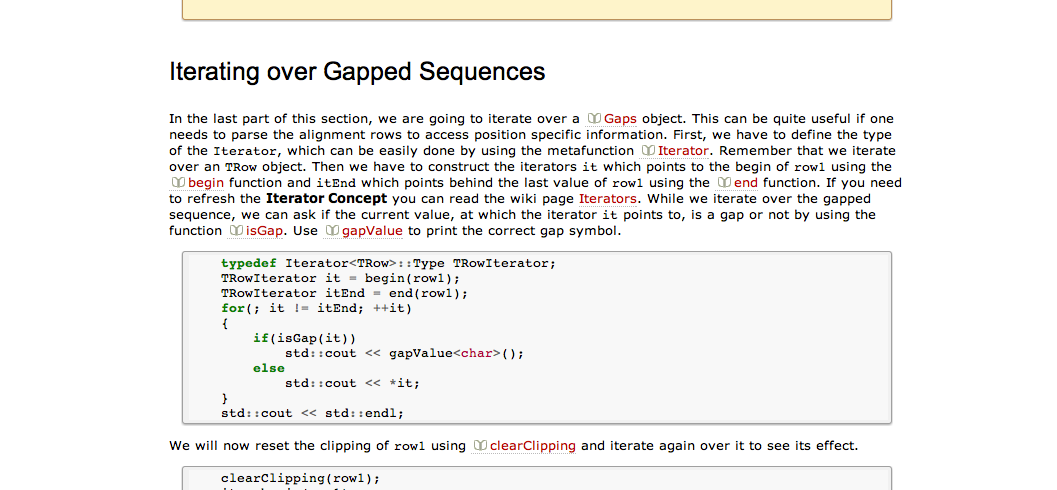 Iterating over Gapped Sequences
In the last part of this section, we are going to iterate over a Gaps object. This can be quite useful if one
needs to parse the alignment rows to access position specific information. First, we have to define the type
of the Iterator, which can be easily done by using the metafunction Iterator. Remember that we iterate
over an TRow object. Then we have to construct the iterators it which points to the begin of row1 using the
begin function and itEnd which points behind the last value of row1 using the end function. If you need
to refresh the Iterator Concept you can read the wiki page Iterators. While we iterate over the gapped
sequence, we can ask if the current value, at which the iterator it points to, is a gap or not by using the
function isGap. Use gapValue to print the correct gap symbol.
typedef Iterator<TRow>::Type TRowIterator;
TRowIterator it = begin(row1);
TRowIterator itEnd = end(row1);
for(; it != itEnd; ++it)
{
if(isGap(it))
std::cout << gapValue<char>();
else
std::cout << *it;
}
std::cout << std::endl;
We will now reset the clipping of row1 using clearClipping and iterate again over it to see its effect.
clearClipping(row1);